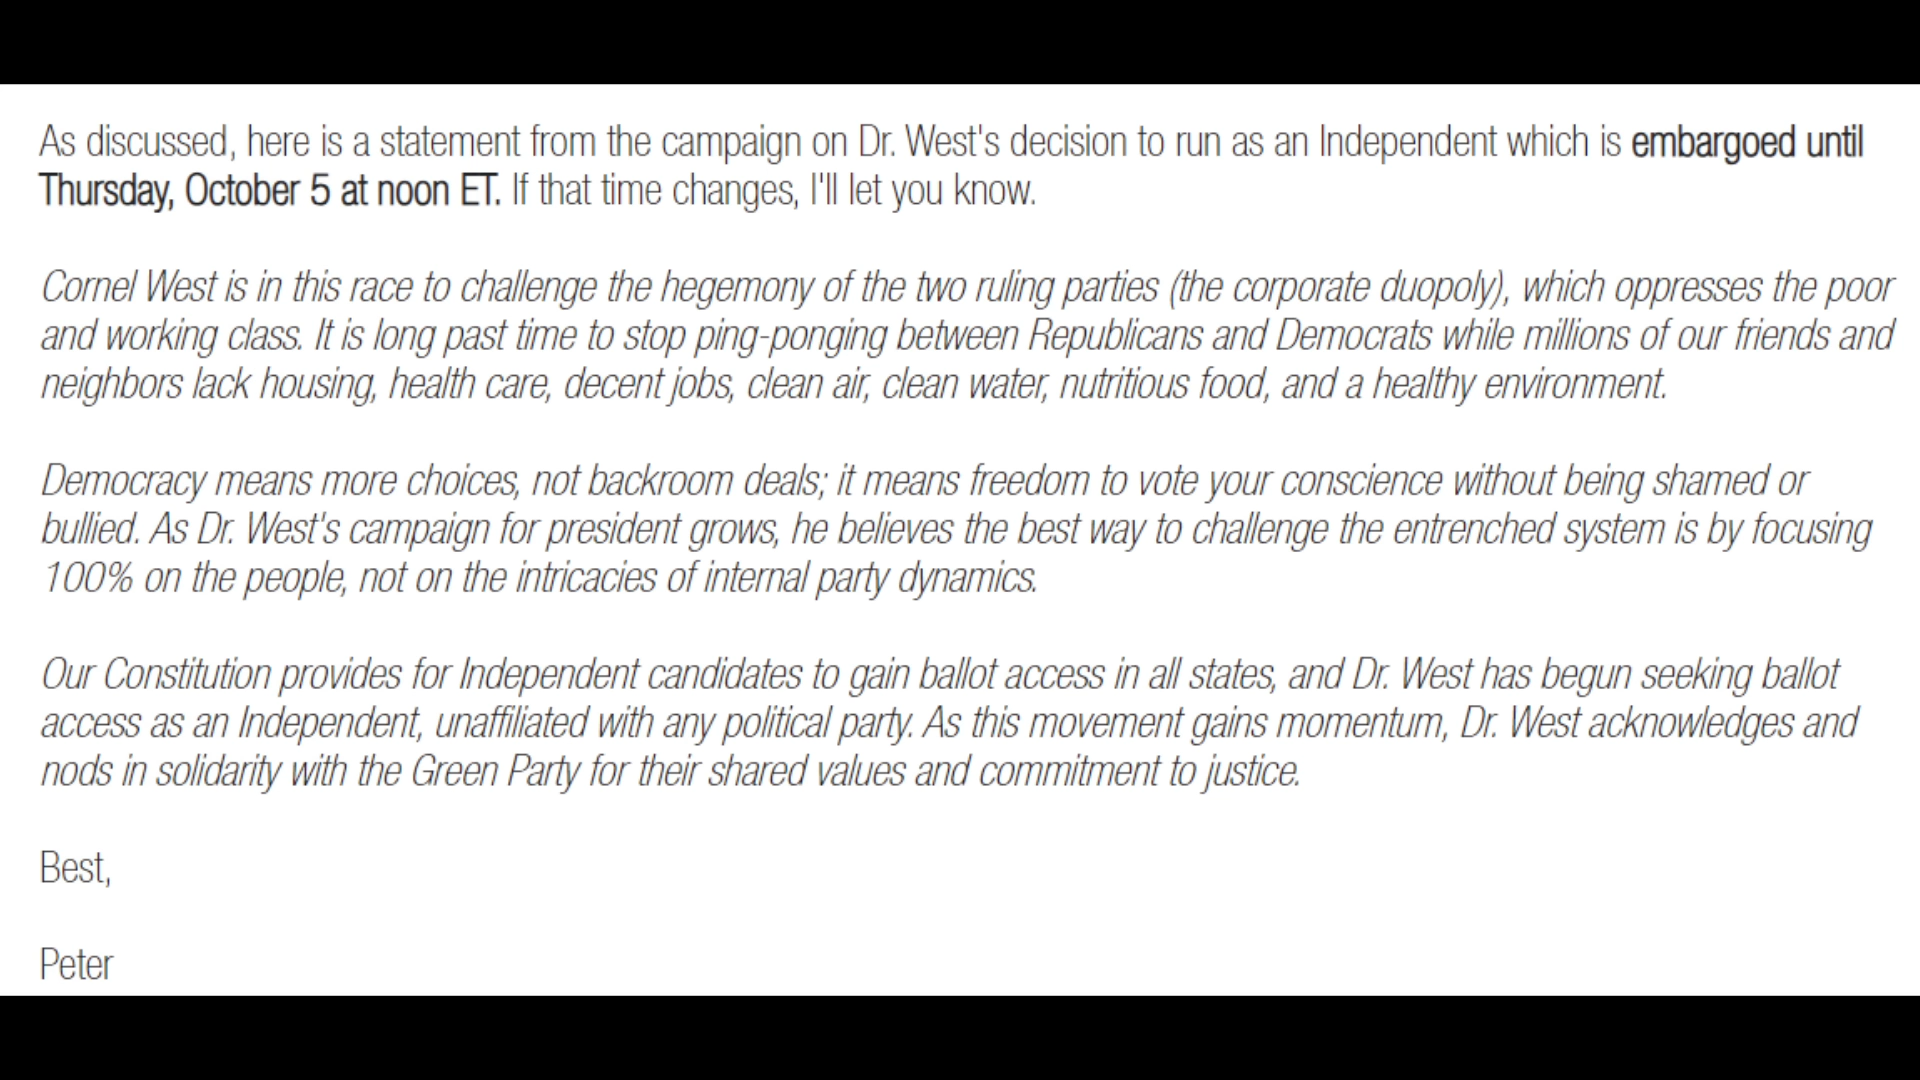 As discussed, here is a statement from the campaign on Dr. West's decision to run as an Independent which is embargoed until
Thursday, October 5 at noon ET. If that time changes, I'll let you know.
Cornel West is in this race to challenge the hegemony of the two ruling parties (the corporate duopoly), which oppresses the poor
and working class. It is long past time to stop ping-ponging between Republicans and Democrats while millions of our friends and
neighbors lack housing, health care, decent jobs, clean air, clean water, nutritious food, and a healthy environment.
Democracy means more choices, not backroom deals; it means freedom to vote your conscience without being shamed or
bullied. As Dr. West's campaign for president grows, he believes the best way to challenge the entrenched system is by focusing
100% on the people, not on the intricacies of internal party dynamics.
Our Constitution provides for Independent candidates to gain ballot access in all states, and Dr. West has begun seeking ballot
access as an Independent, unaffiliated with any political party. As this movement gains momentum, Dr. West acknowledges and
nods in solidarity with the Green Party for their shared values and commitment to justice.
Best,
Peter